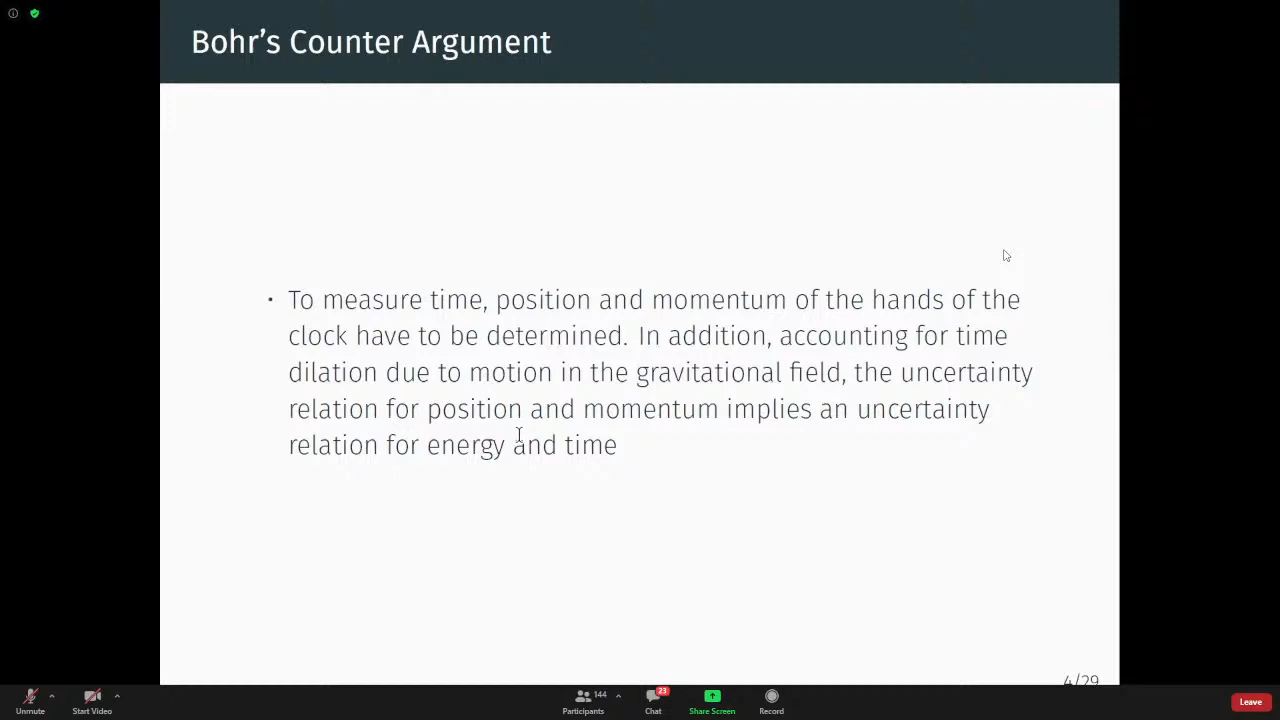 Bohr's Counter Argument
· To measure time, position and momentum of the hands of the
clock have to be determined. In addition, accounting for time
dilation due to motion in the gravitational field, the uncertainty
relation for position and momentum implies an uncertainty
relation for energy and time
4/29
Unmute
Start Video
144
Participants
23
Chat
Share Screen
Record
Leave